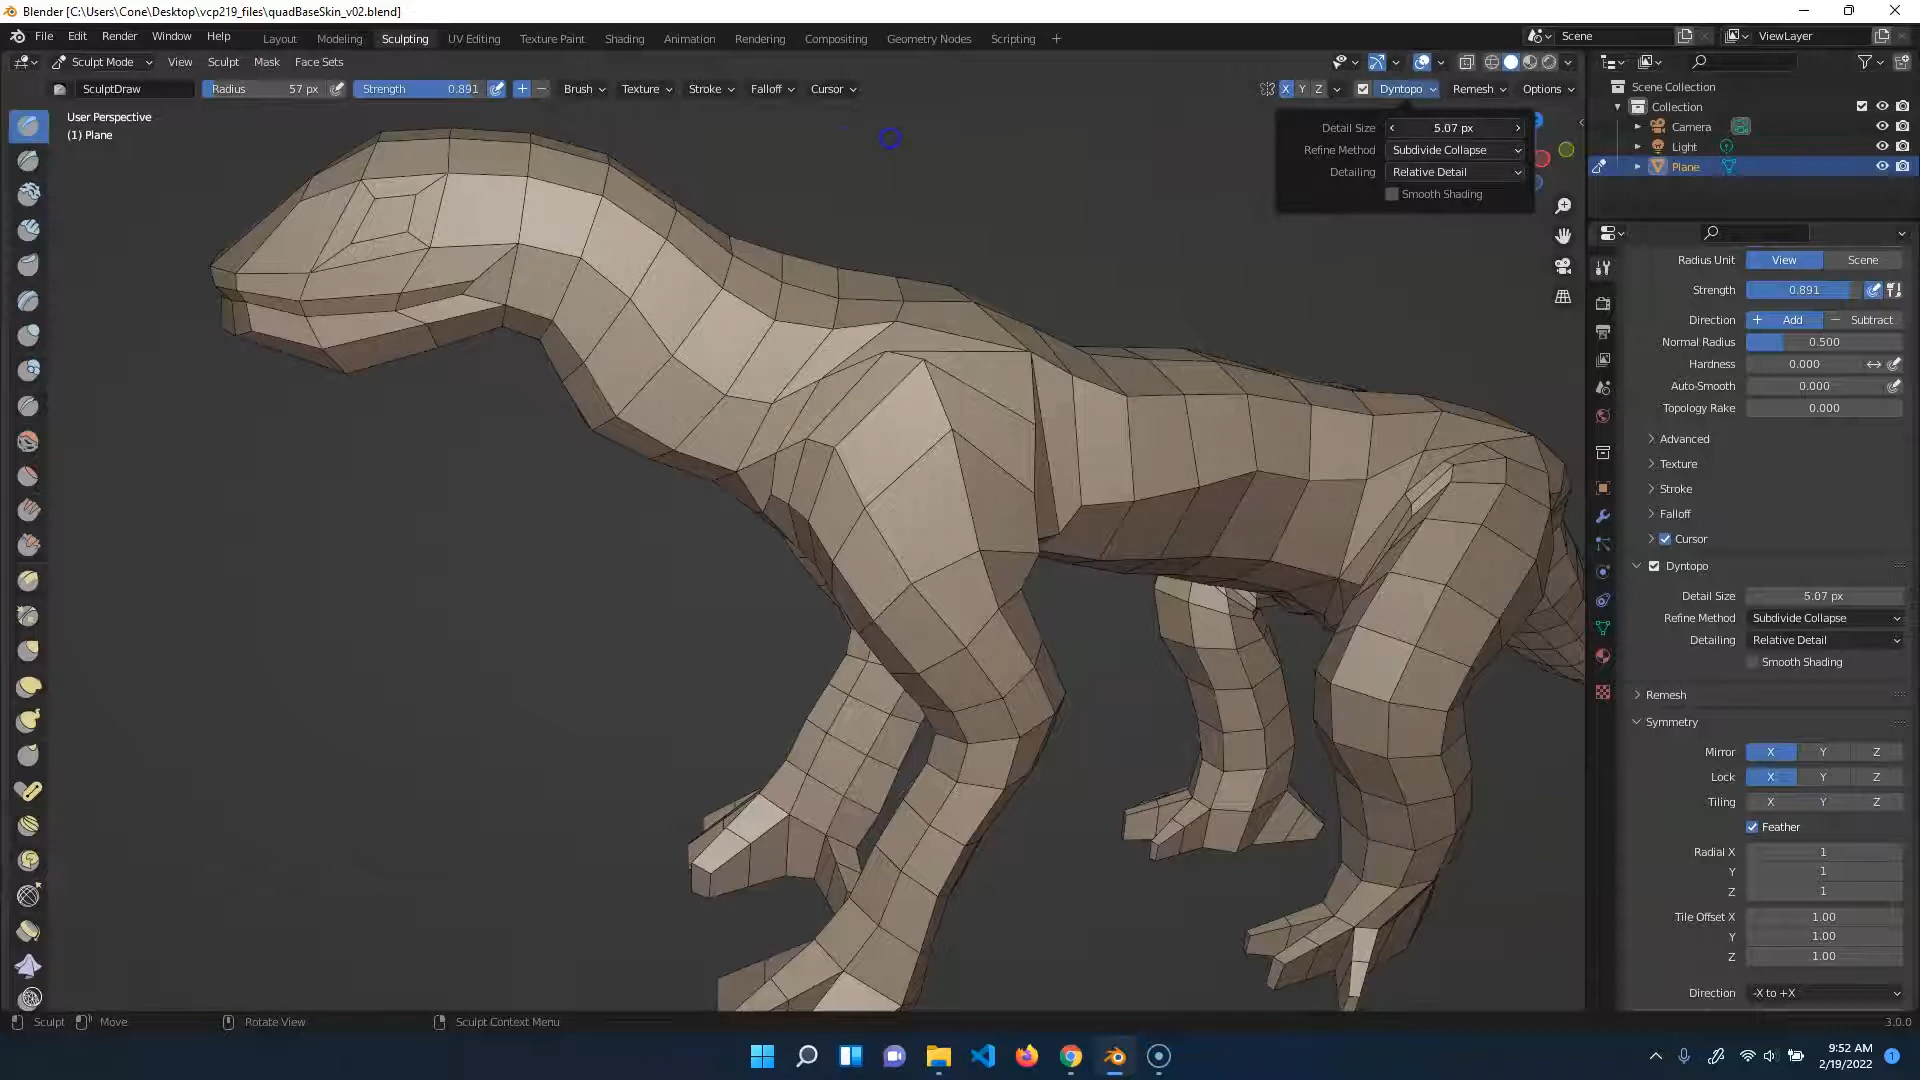 Blender [C:\Users\Cone\Desktop\vcp219_files\quadBaseSkin_v02.blend]
File Edit Render Window Help Layout Modeling Sculpting UV Editing Texture Paint Shading Animation Rendering Compositing Geometry Nodes Scripting + Scene ViewLayer
Sculpt Mode View Sculpt Mask Face Sets
SculptDraw Radius 57 px Strength 0.891 + − Brush Texture Stroke Falloff Cursor X Y Z Dyntopo Remesh Options
User Perspective
(1) Plane
Detail Size 5.07 px
Refine Method Subdivide Collapse
Detailing Relative Detail
Smooth Shading
Scene Collection
Collection
Camera
Light
Plane
Radius Unit View Scene
Strength 0.891
Direction + Add − Subtract
Normal Radius 0.500
Hardness 0.000
Auto-Smooth 0.000
Topology Rake 0.000
Advanced
Texture
Stroke
Falloff
Cursor
Dyntopo
Detail Size 5.07 px
Refine Method Subdivide Collapse
Detailing Relative Detail
Smooth Shading
Remesh
Symmetry
Mirror X Y Z
Lock X Y Z
Tiling X Y Z
Feather
Radial X 1
Y 1
Z 1
Tile Offset X 1.00
Y 1.00
Z 1.00
Direction -X to +X
Sculpt Move Rotate View Sculpt Context Menu 3.0.0
9:52 AM
2/19/2022
1